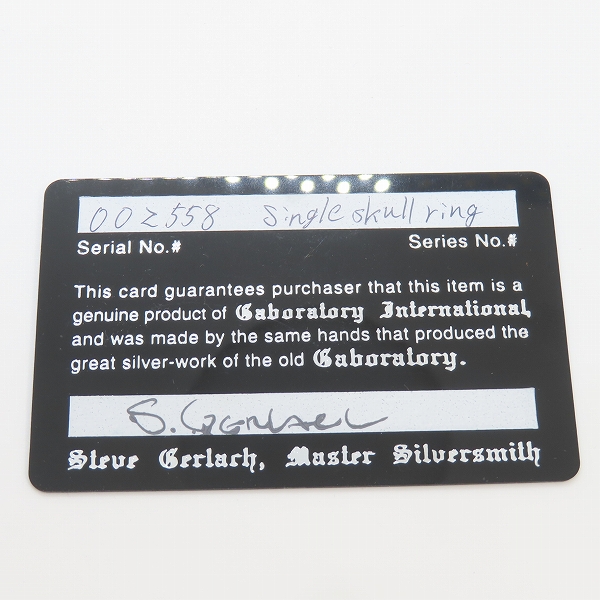 002558 Single skull ring
Serial No.# Series No.#
This card guarantees purchaser that this item is a
genuine product of Gaboratory International,
and was made by the same hands that produced the
great silver-work of the old Gaboratory.
S. Gerlach
Steve Gerlach, Master Silversmith